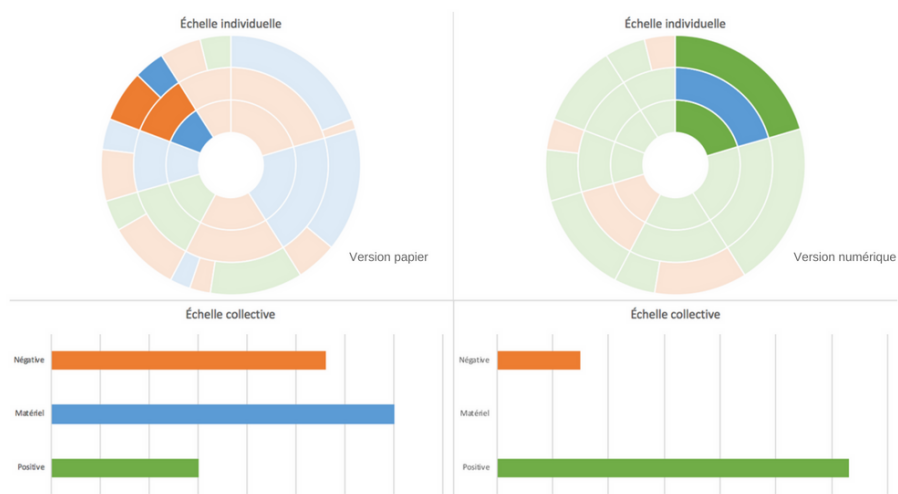 Échelle individuelle
Échelle individuelle
Version papier
Version numérique
Échelle collective
Échelle collective
Négative
Négative
Matériel
Matériel
Positive
Positive